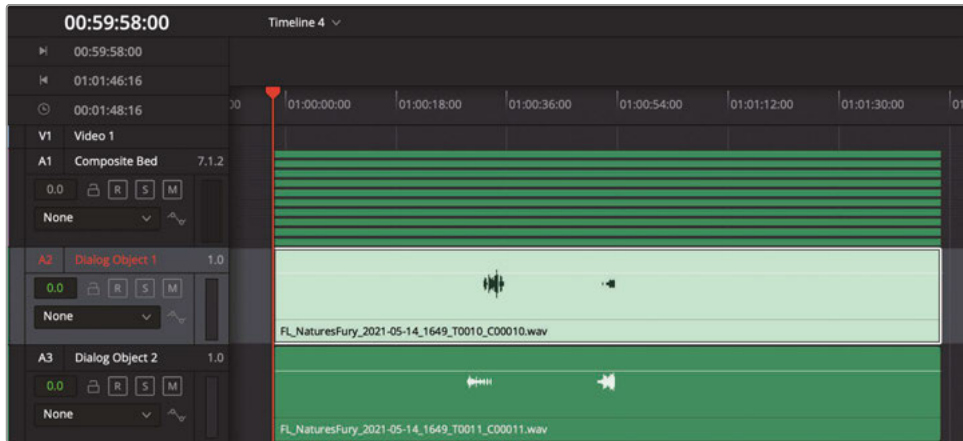 00:59:58:00 Timeline 4
00:59:58:00
01:01:46:16
00:01:48:16
00 01:00:00:00 01:00:18:00 01:00:36:00 01:00:54:00 01:01:12:00 01:01:30:00 01
V1 Video 1
A1 Composite Bed 7.1.2
0.0 R S M
None
A2 Dialog Object 1 1.0
0.0 R S M
None
FL_NaturesFury_2021-05-14_1649_T0010_C00010.wav
A3 Dialog Object 2 1.0
0.0 R S M
None
FL_NaturesFury_2021-05-14_1649_T0011_C00011.wav